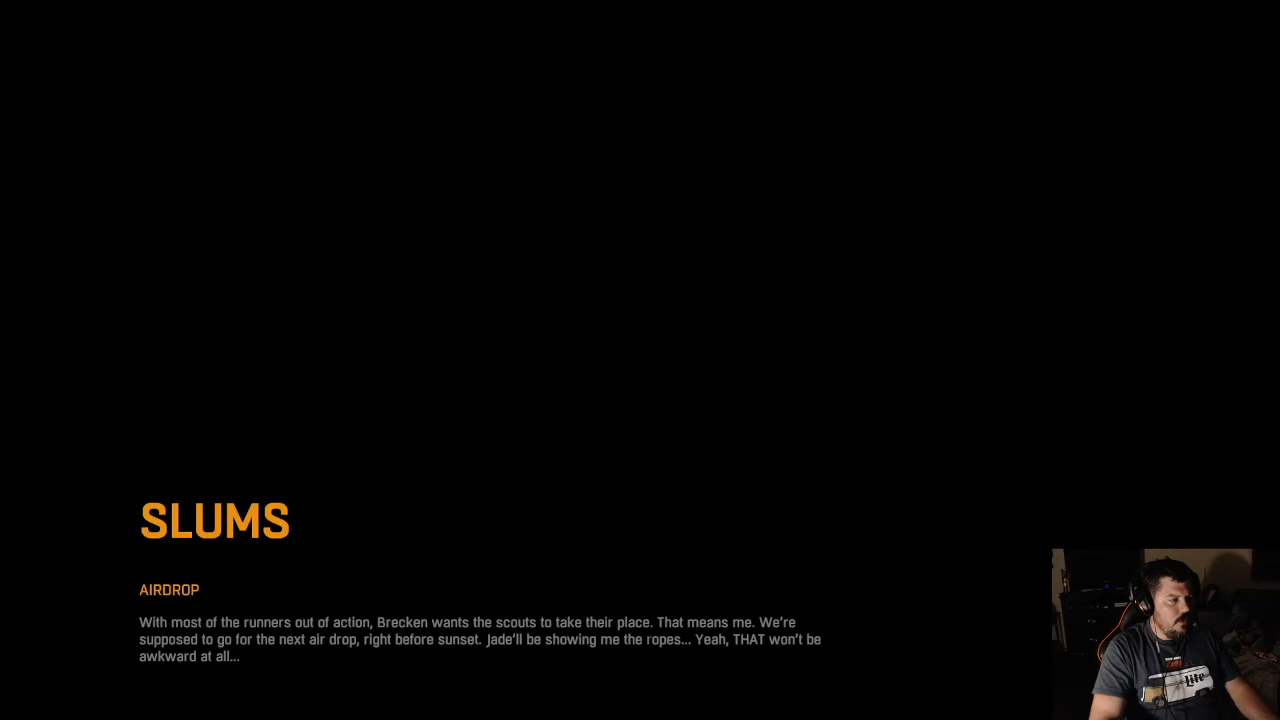 SLUMS
AIRDROP
With most of the runners out of action, Brecken wants the scouts to take their place. That means me. We're
supposed to go for the next air drop, right before sunset. Jade'll be showing me the ropes... Yeah, THAT won't be
awkward at all...
Lite